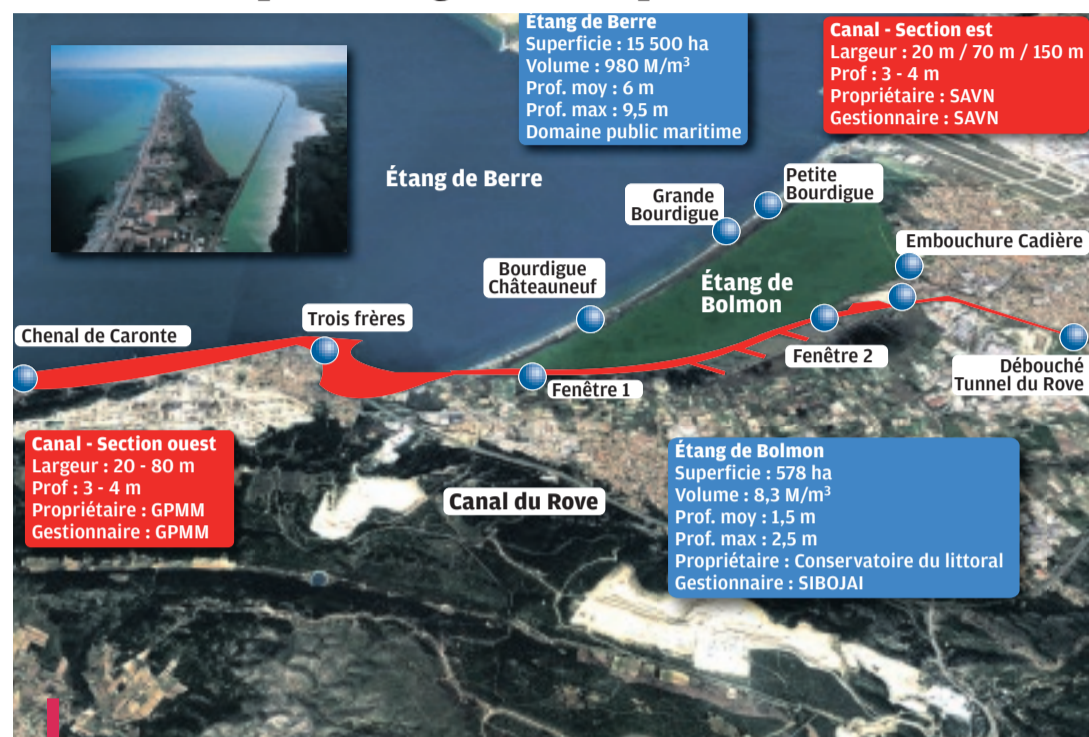 Étang de Berre
Superficie : 15 500 ha
Volume : 980 M/m³
Prof. moy : 6 m
Prof. max : 9,5 m
Domaine public maritime
Canal - Section est
Largeur : 20 m / 70 m / 150 m
Prof : 3 - 4 m
Propriétaire : SAVN
Gestionnaire : SAVN
Étang de Berre
Petite
Bourdigue
Grande
Bourdigue
Embouchure Cadière
Bourdigue
Châteauneuf
Étang de
Bolmon
Trois frères
Chenal de Caronte
Fenêtre 2
Débouché
Tunnel du Rove
Fenêtre 1
Canal - Section ouest
Largeur : 20 - 80 m
Prof : 3 - 4 m
Propriétaire : GPMM
Gestionnaire : GPMM
Canal du Rove
Étang de Bolmon
Superficie : 578 ha
Volume : 8,3 M/m³
Prof. moy : 1,5 m
Prof. max : 2,5 m
Propriétaire : Conservatoire du littoral
Gestionnaire : SIBOJAI